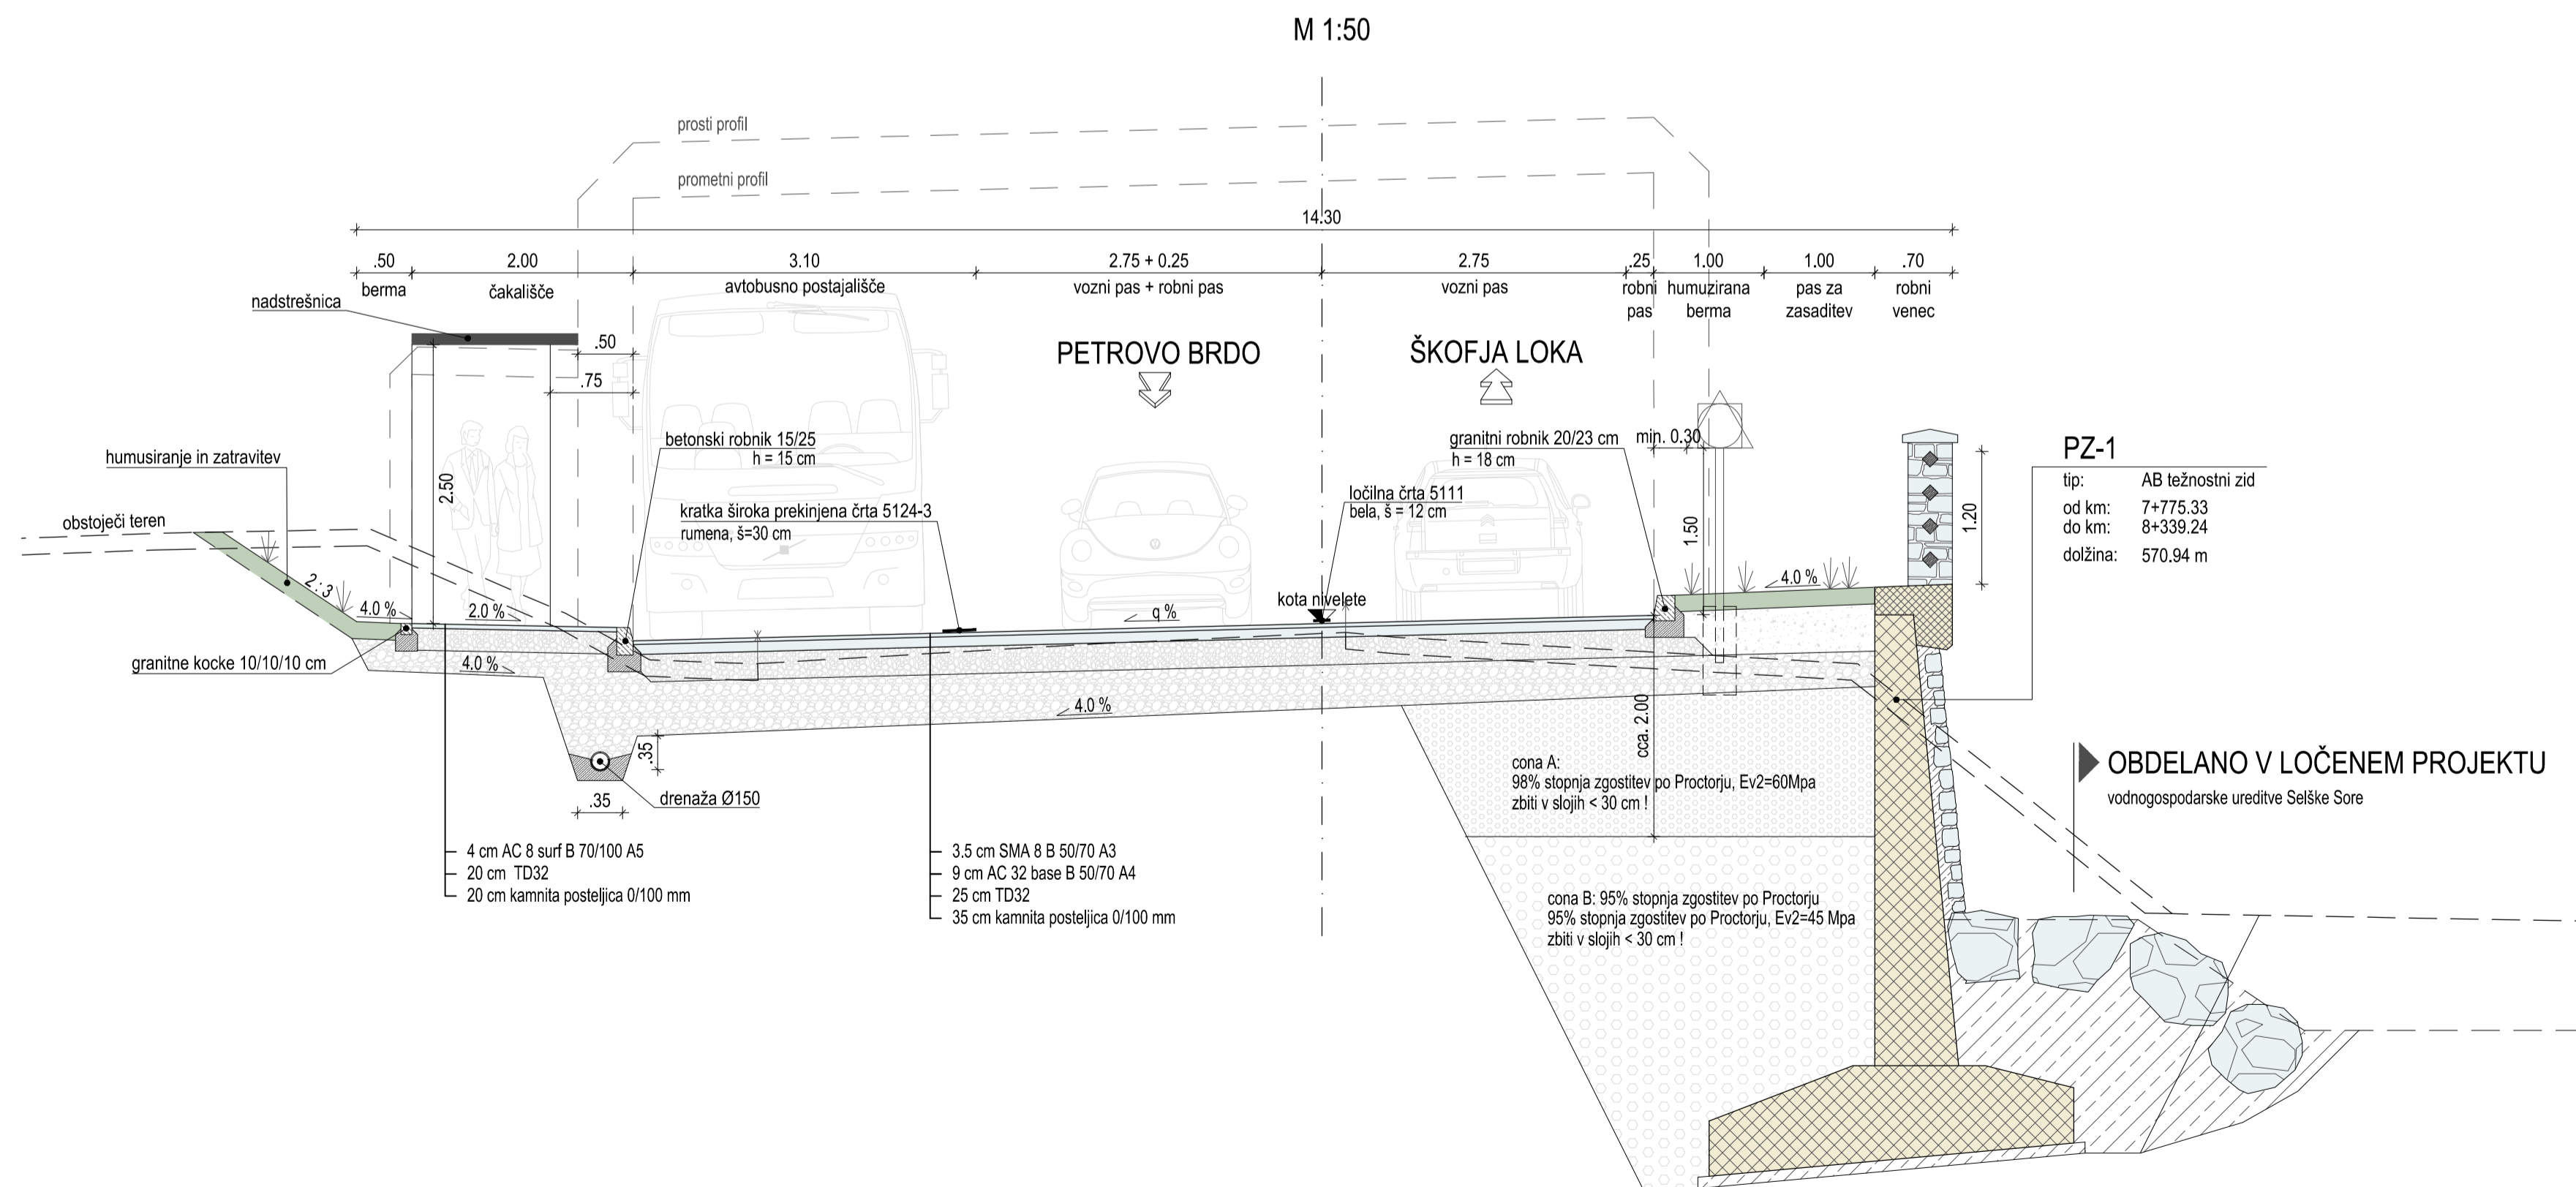 M 1:50
prosti profil
prometni profil
14.30
.50
2.00
3.10
2.75 + 0.25
2.75
.25
1.00
1.00
.70
berma
čakališče
avtobusno postajališče
vozni pas + robni pas
vozni pas
robni
pas
humuzirana
berma
pas za
zasaditev
robni
venec
nadstrešnica
.50
.75
PETROVO BRDO
ŠKOFJA LOKA
betonski robnik 15/25
h = 15 cm
granitni robnik 20/23 cm
h = 18 cm
min. 0.30
PZ-1
tip: AB težnostni zid
od km: 7+775.33
do km: 8+339.24
dolžina: 570.94 m
humusiranje in zatravitev
2.50
kratka široka prekinjena črta 5124-3
rumena, š=30 cm
ločilna črta 5111
bela, š = 12 cm
1.50
1.20
obstoječi teren
2 : 3
4.0 %
2.0 %
q %
kota nivelete
4.0 %
granitne kocke 10/10/10 cm
4.0 %
4.0 %
cca. 2.00
.35
.35
drenaža Ø150
cona A:
98% stopnja zgostitev po Proctorju, Ev2=60Mpa
zbiti v slojih < 30 cm !
OBDELANO V LOČENEM PROJEKTU
vodnogospodarske ureditve Selške Sore
4 cm AC 8 surf B 70/100 A5
20 cm TD32
20 cm kamnita posteljica 0/100 mm
3.5 cm SMA 8 B 50/70 A3
9 cm AC 32 base B 50/70 A4
25 cm TD32
35 cm kamnita posteljica 0/100 mm
cona B: 95% stopnja zgostitev po Proctorju
95% stopnja zgostitev po Proctorju, Ev2=45 Mpa
zbiti v slojih < 30 cm !